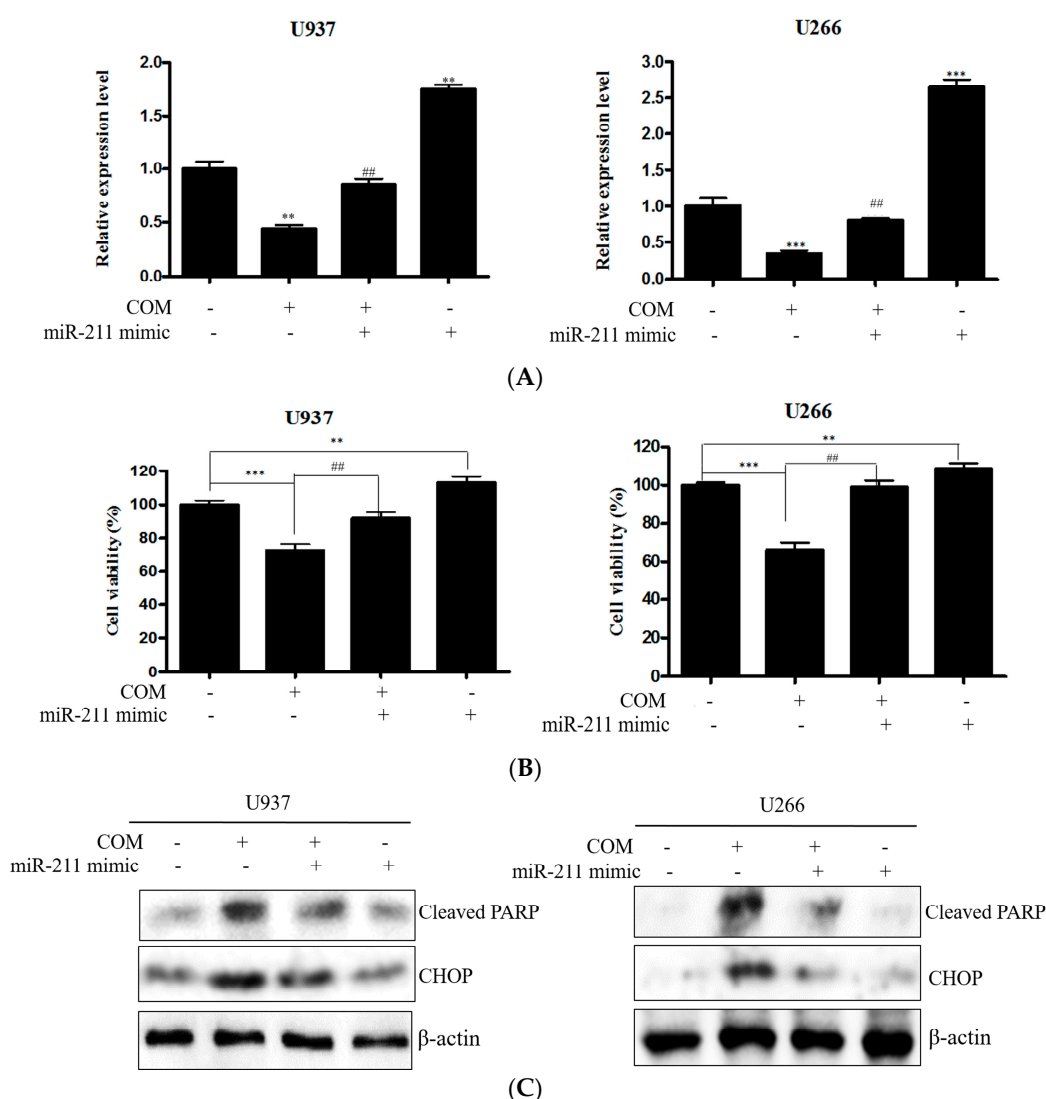 U937
U266
Relative expression level
2.0
1.5
1.0
0.5
0.0
**
##
**
COM - + + -
miR-211 mimic - - + +
Relative expression level
3.0
2.5
2.0
1.5
1.0
0.5
0.0
***
##
***
COM - + + -
miR-211 mimic - - + +
(A)
U937
U266
Cell viability (%)
120
100
80
60
40
20
0
**
***
##
COM - + + -
miR-211 mimic - - + +
Cell viability (%)
120
100
80
60
40
20
0
**
***
##
COM - + + -
miR-211 mimic - - + +
(B)
U937
COM - + + -
miR-211 mimic - - + +
Cleaved PARP
CHOP
β-actin
U266
COM - + + -
miR-211 mimic - - + +
Cleaved PARP
CHOP
β-actin
(C)